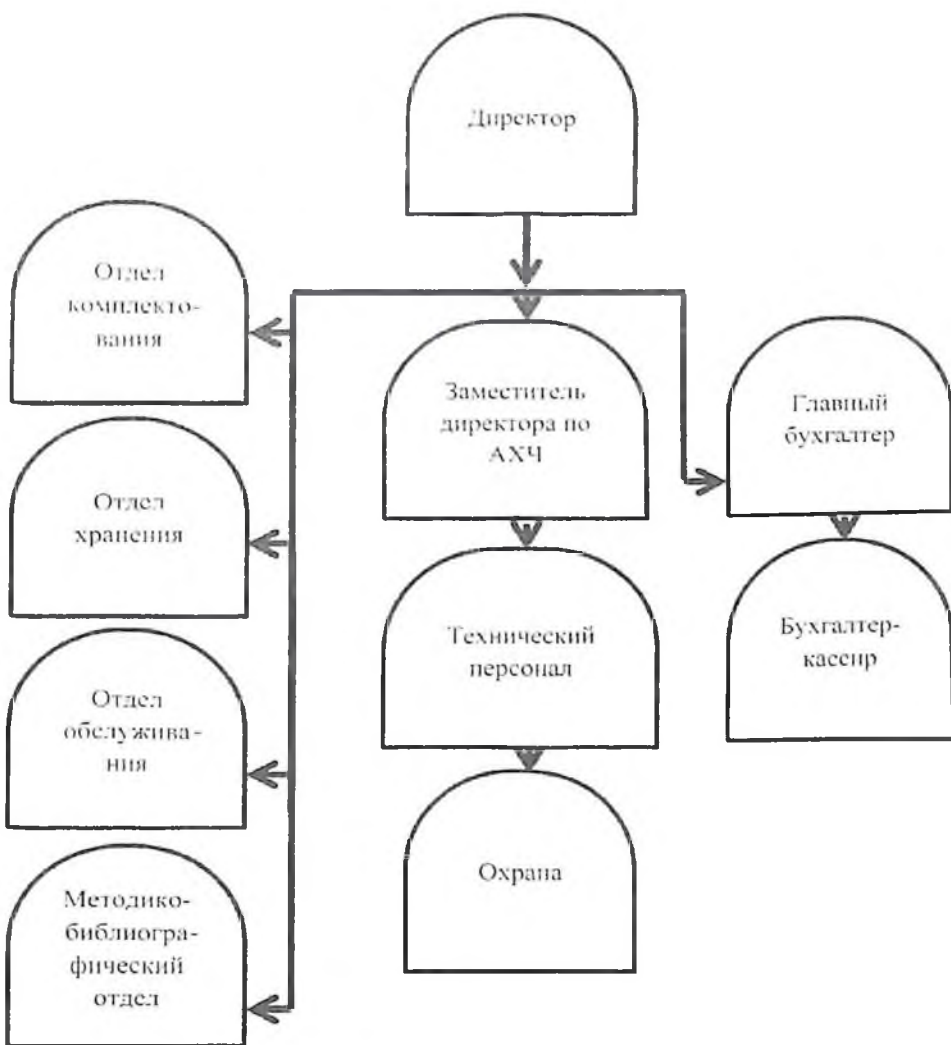 Директор
Отдел
комплекто-
вания
Заместитель
директора по
АХЧ
Главный
бухгалтер
Отдел
хранения
Технический
персонал
Бухгалтер-
кассир
Отдел
обслужива-
ния
Охрана
Методико-
библиогра-
фический
отдел